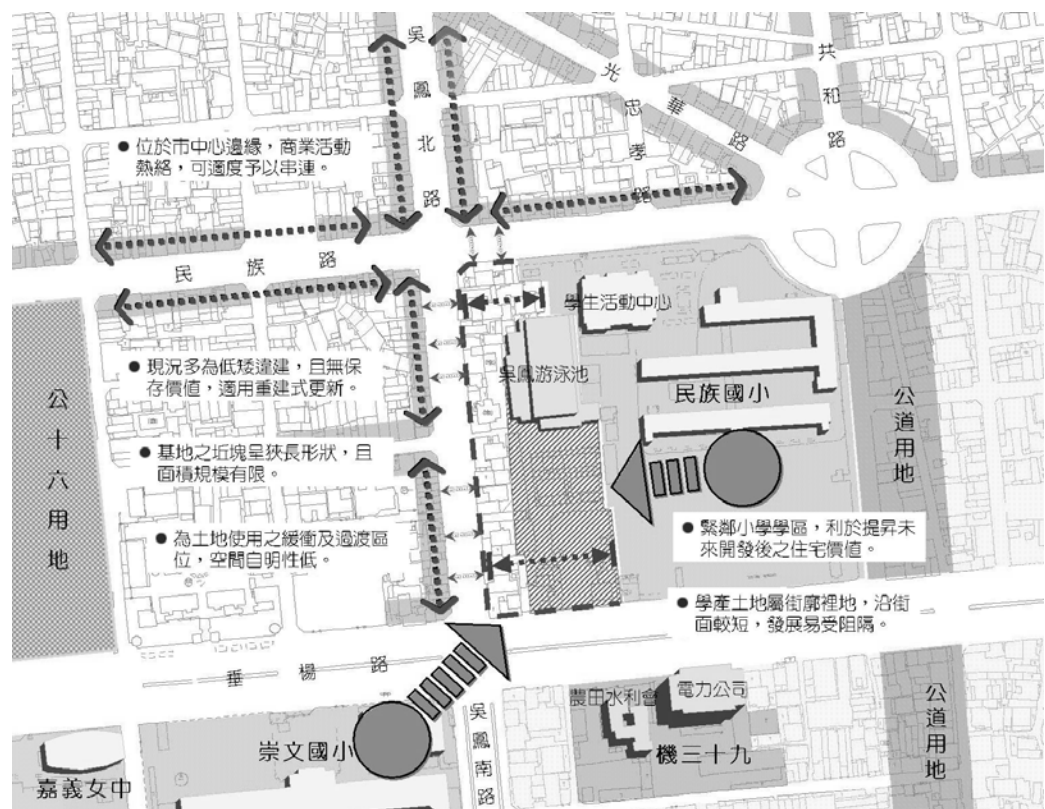 吳鳳北路
光華路
忠孝路
共和路
● 位於市中心邊緣，商業活動
熱絡，可適度予以串連。
民族路
學生活動中心
吳鳳游泳池
民族國小
● 現況多為低矮違建，且無保
存價值，適用重建式更新。
公十六用地
公道用地
● 基地之坵塊呈狹長形狀，且
面積規模有限。
● 為土地使用之緩衝及過渡區
位，空間自明性低。
● 緊鄰小學學區，利於提昇未
來開發後之住宅價值。
● 學產土地屬街廓裡地，沿街
面較短，發展易受阻隔。
垂楊路
農田水利會
電力公司
公道用地
吳鳳南路
崇文國小
機三十九
嘉義女中